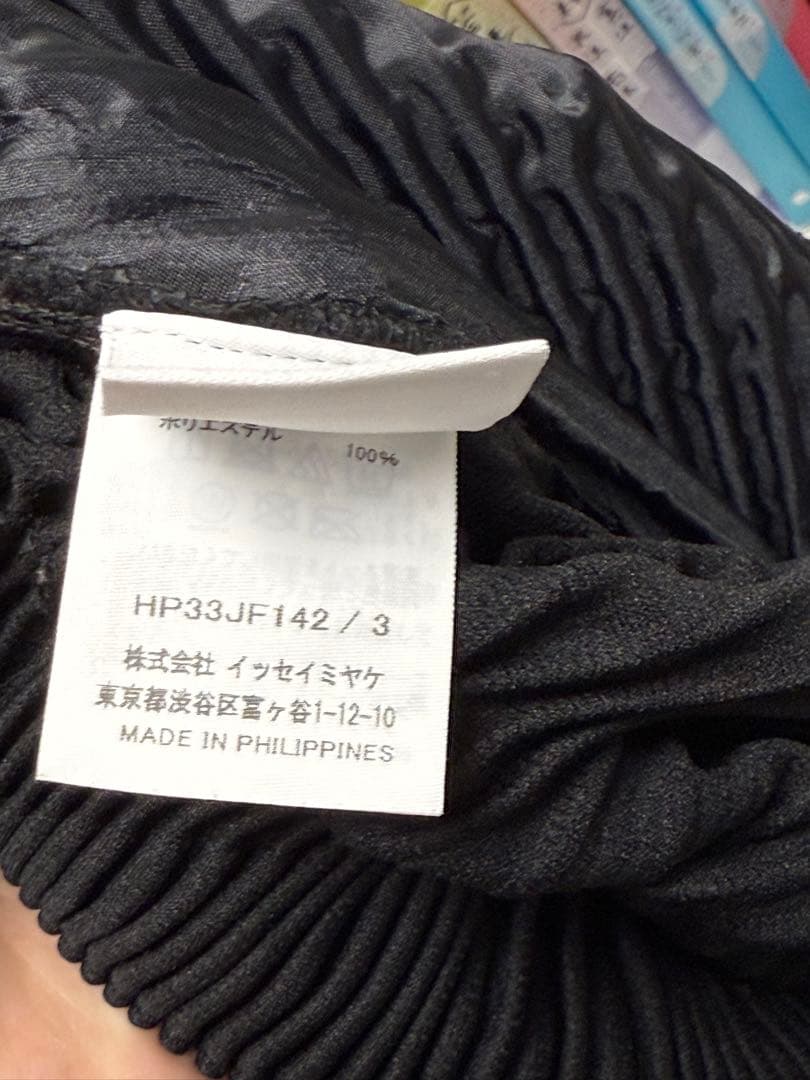 ポリエステル
100%
HP33JF142 / 3
株式会社 イッセイミヤケ
東京都渋谷区富ヶ谷1-12-10
MADE IN PHILIPPINES